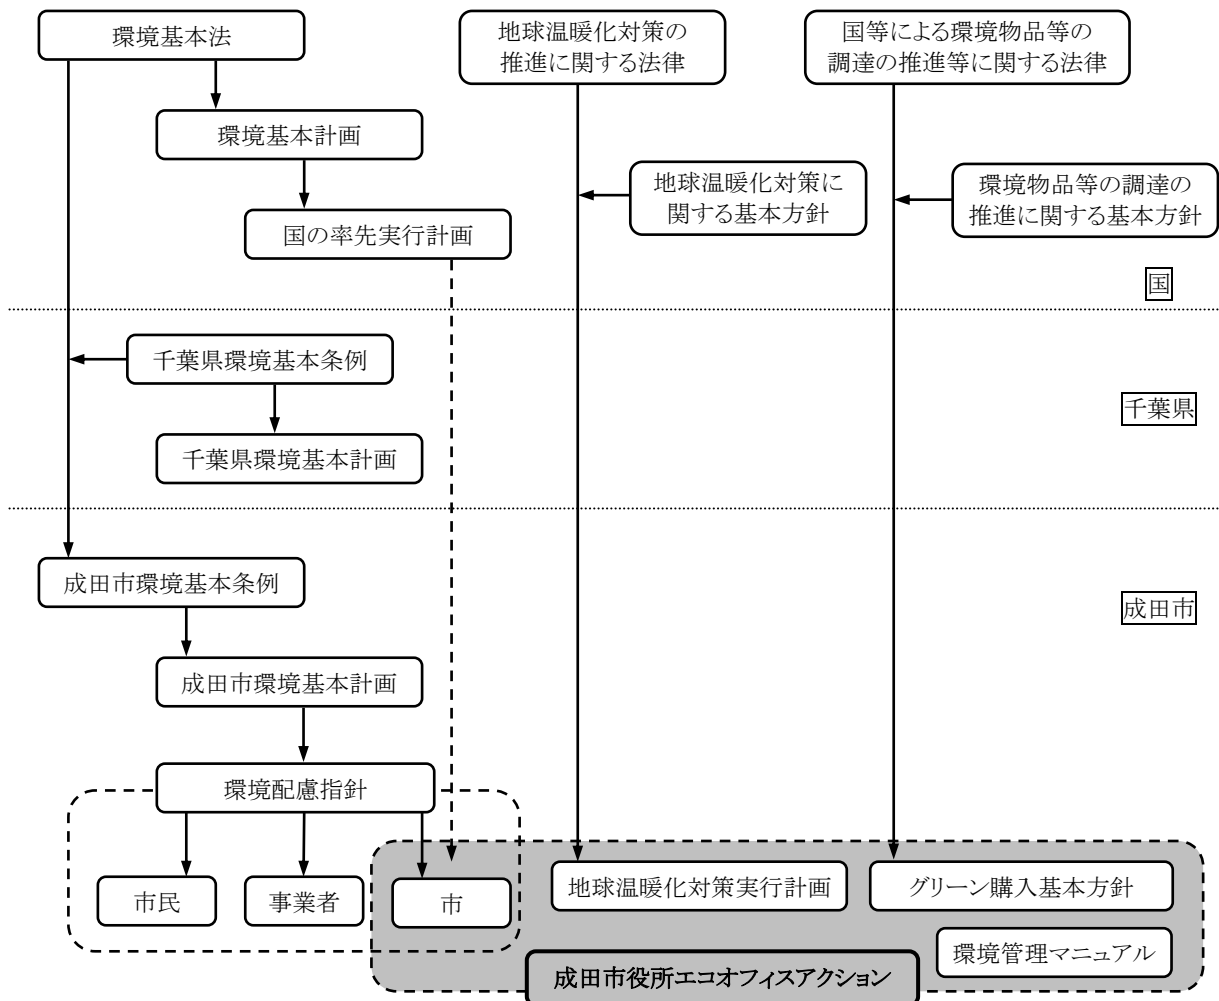 環境基本法
地球温暖化対策の
推進に関する法律
国等による環境物品等の
調達の推進等に関する法律
環境基本計画
地球温暖化対策に
関する基本方針
環境物品等の調達の
推進に関する基本方針
国の率先実行計画
国
千葉県環境基本条例
千葉県
千葉県環境基本計画
成田市環境基本条例
成田市
成田市環境基本計画
環境配慮指針
市民
事業者
市
地球温暖化対策実行計画
グリーン購入基本方針
環境管理マニュアル
成田市役所エコオフィスアクション